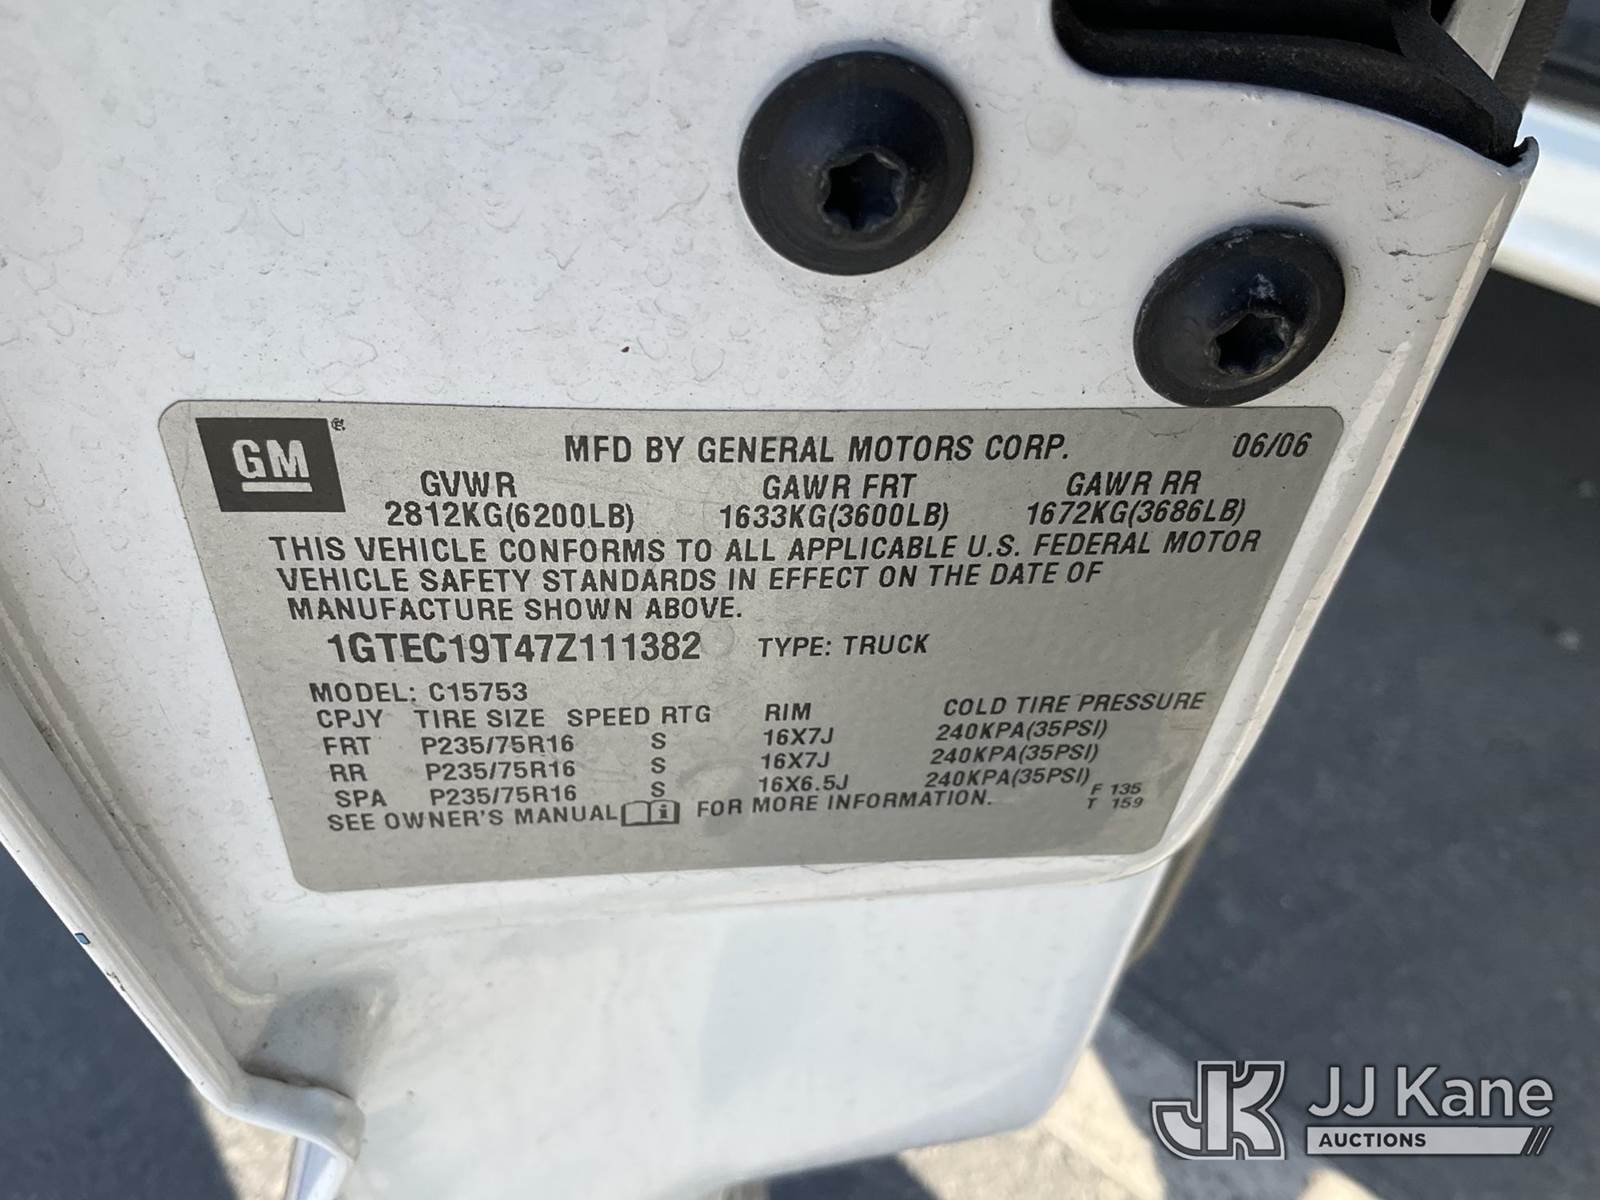 GM MFD BY GENERAL MOTORS CORP. 06/06
GVWR GAWR FRT GAWR RR
2812KG(6200LB) 1633KG(3600LB) 1672KG(3686LB)
THIS VEHICLE CONFORMS TO ALL APPLICABLE U.S. FEDERAL MOTOR
VEHICLE SAFETY STANDARDS IN EFFECT ON THE DATE OF
MANUFACTURE SHOWN ABOVE.
1GTEC19T47Z111382 TYPE: TRUCK
MODEL: C15753
CPJY TIRE SIZE SPEED RTG RIM COLD TIRE PRESSURE
FRT P235/75R16 S 16X7J 240KPA(35PSI)
RR P235/75R16 S 16X7J 240KPA(35PSI)
SPA P235/75R16 S 16X6.5J 240KPA(35PSI) F 135
SEE OWNER'S MANUAL i FOR MORE INFORMATION. T 159
JK JJ Kane
AUCTIONS